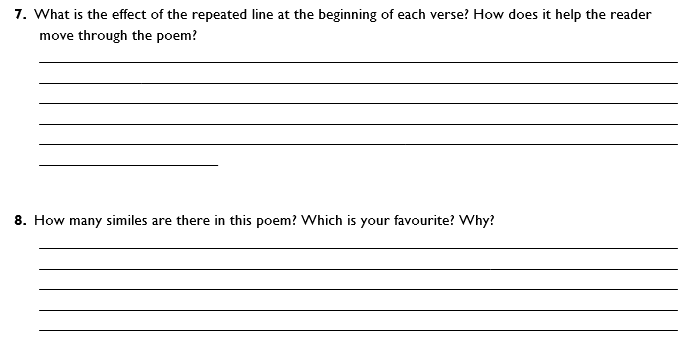 7. What is the effect of the repeated line at the beginning of each verse? How does it help the reader
move through the poem?
8. How many similes are there in this poem? Which is your favourite? Why?